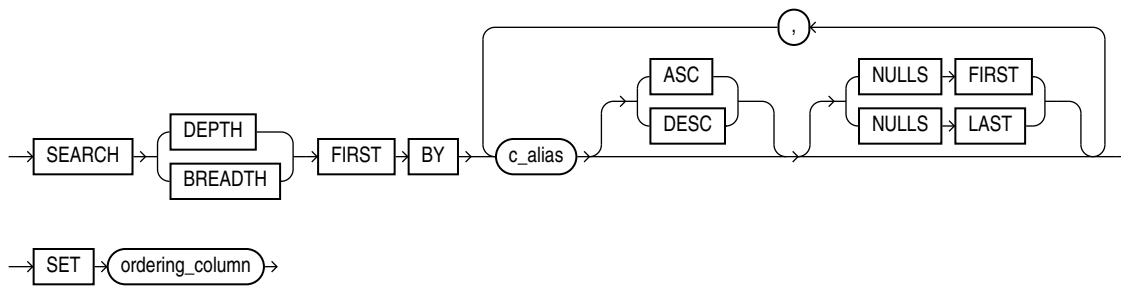 ,
ASC NULLS FIRST
DEPTH DESC NULLS LAST
SEARCH FIRST BY c_alias
BREADTH
SET ordering_column